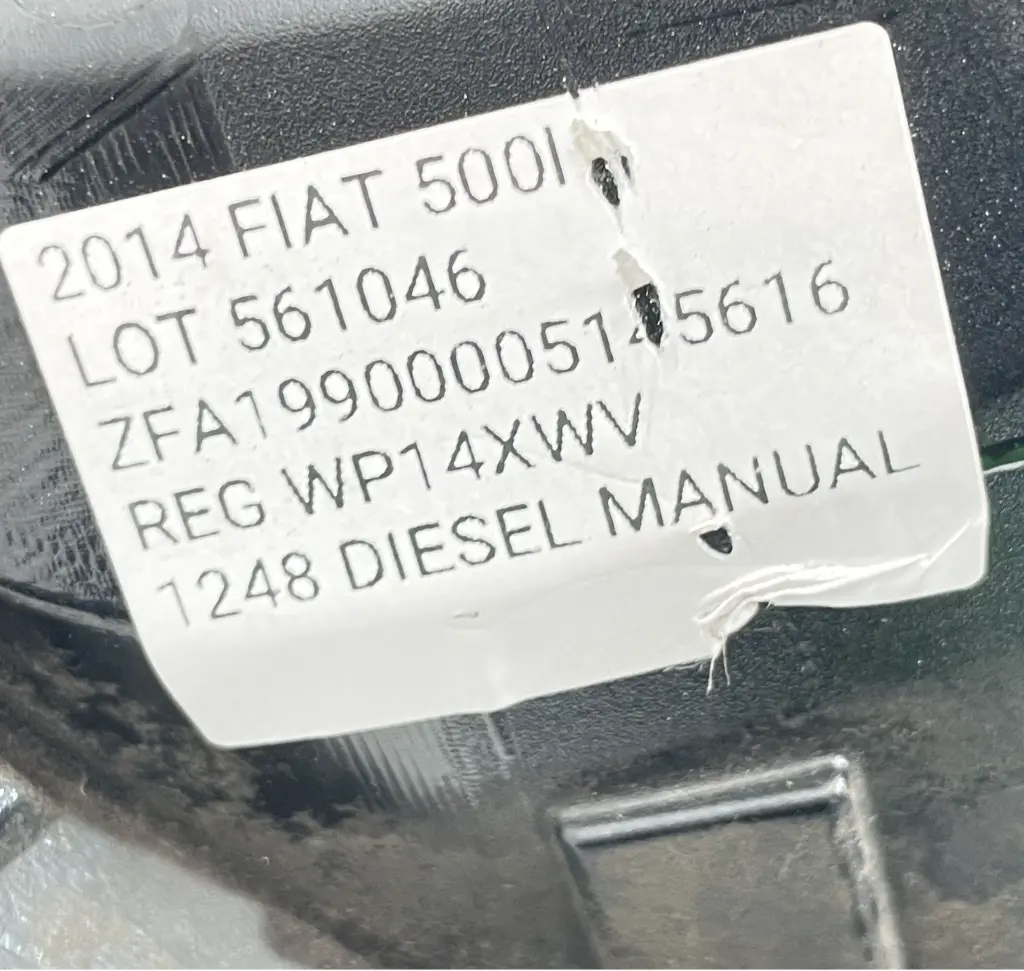 2014 FIAT 500L
LOT 561046
ZFA19900005145616
REG WP14XWV
1248 DIESEL MANUAL